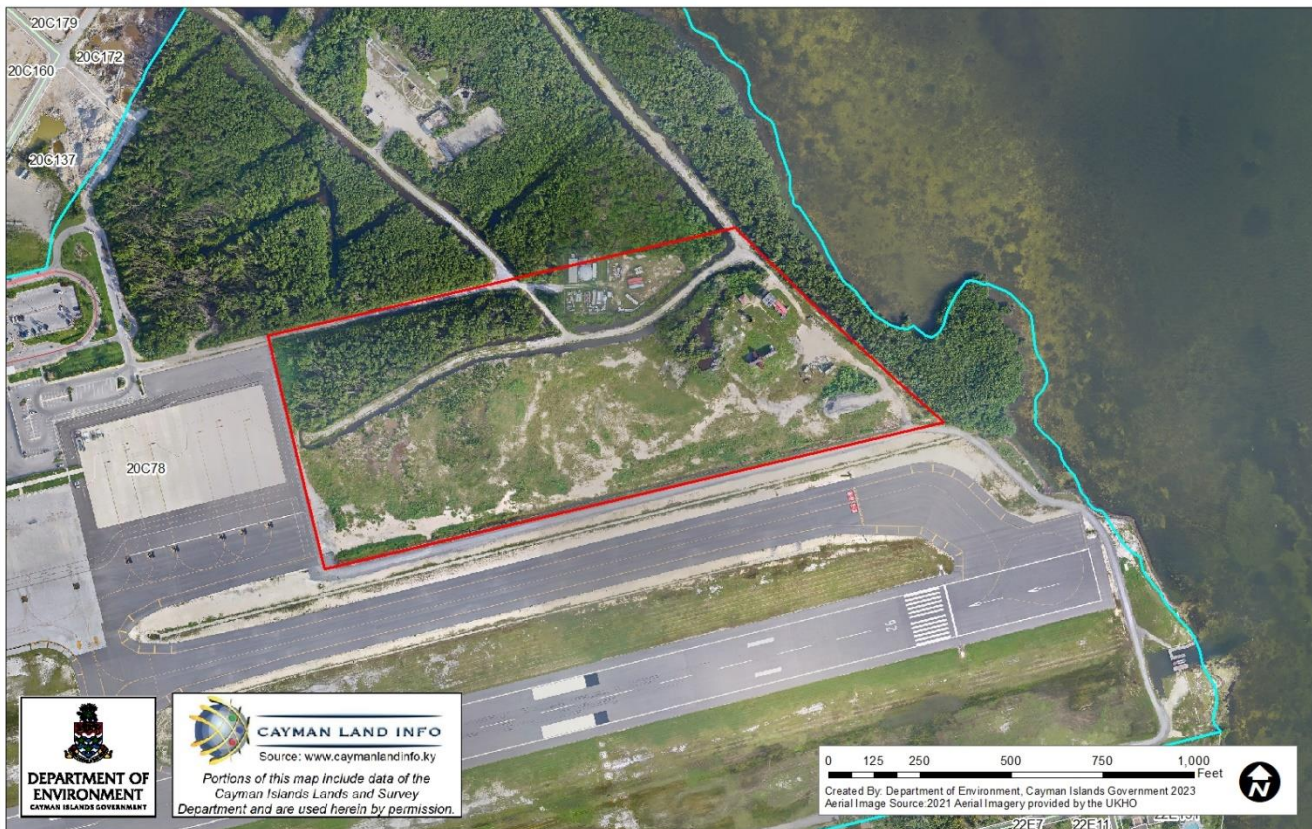 20C179
20C172
20C160
20C137
20C78
26
DEPARTMENT OF
ENVIRONMENT
CAYMAN ISLANDS GOVERNMENT
CAYMAN LAND INFO
Source: www.caymanlandinfo.ky
Portions of this map include data of the
Cayman Islands Lands and Survey
Department and are used herein by permission.
0 125 250 500 750 1,000
Feet
Created By: Department of Environment, Cayman Islands Government 2023
Aerial Image Source:2021 Aerial Imagery provided by the UKHO
N
22E7
22E11